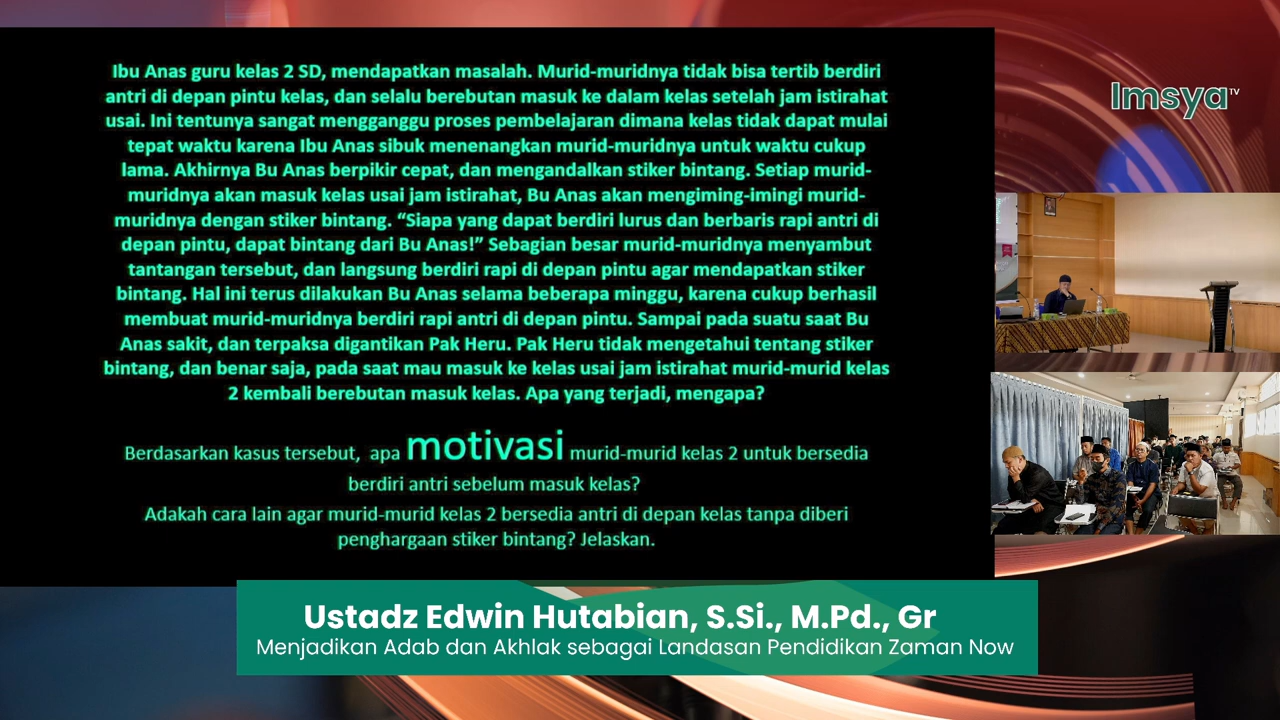 Ibu Anas guru kelas 2 SD, mendapatkan masalah. Murid-muridnya tidak bisa tertib berdiri
antri di depan pintu kelas, dan selalu berebutan masuk ke dalam kelas setelah jam istirahat
usai. Ini tentunya sangat mengganggu proses pembelajaran dimana kelas tidak dapat mulai
tepat waktu karena Ibu Anas sibuk menenangkan murid-muridnya untuk waktu cukup
lama. Akhirnya Bu Anas berpikir cepat, dan mengandalkan stiker bintang. Setiap murid-
muridnya akan masuk kelas usai jam istirahat, Bu Anas akan mengiming-imingi murid-
muridnya dengan stiker bintang. “Siapa yang dapat berdiri lurus dan berbaris rapi antri di
depan pintu, dapat bintang dari Bu Anas!” Sebagian besar murid-muridnya menyambut
tantangan tersebut, dan langsung berdiri rapi di depan pintu agar mendapatkan stiker
bintang. Hal ini terus dilakukan Bu Anas selama beberapa minggu, karena cukup berhasil
membuat murid-muridnya berdiri rapi antri di depan pintu. Sampai pada suatu saat Bu
Anas sakit, dan terpaksa digantikan Pak Heru. Pak Heru tidak mengetahui tentang stiker
bintang, dan benar saja, pada saat mau masuk ke kelas usai jam istirahat murid-murid kelas
2 kembali berebutan masuk kelas. Apa yang terjadi, mengapa?
Berdasarkan kasus tersebut, apa motivasi murid-murid kelas 2 untuk bersedia
berdiri antri sebelum masuk kelas?
Adakah cara lain agar murid-murid kelas 2 bersedia antri di depan kelas tanpa diberi
penghargaan stiker bintang? Jelaskan.
Imsya TV
Ustadz Edwin Hutabian, S.Si., M.Pd., Gr
Menjadikan Adab dan Akhlak sebagai Landasan Pendidikan Zaman Now